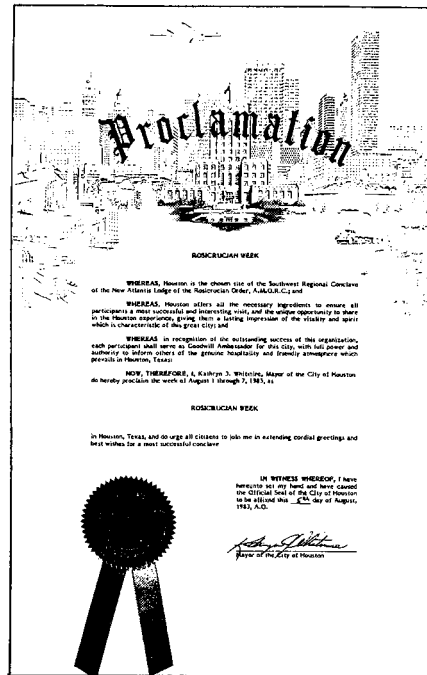 Proclamation
ROSICRUCIAN WEEK
WHEREAS, Houston is the chosen site of the Southwest Regional Conclave
of the New Atlantis Lodge of the Rosicrucian Order, A.M.O.R.C.; and
WHEREAS, Houston offers all the necessary ingredients to ensure all
participants a most successful and interesting visit, and the unique opportunity to share
in the Houston experience, giving them a lasting impression of the vitality and spirit
which is characteristic of this great city; and
WHEREAS in recognition of the outstanding success of this organization,
each participant shall serve as Goodwill Ambassador for this city, with full power and
authority to inform others of the genuine hospitality and friendly atmosphere which
prevails in Houston, Texas:
NOW, THEREFORE, I, Kathryn J. Whitmire, Mayor of the City of Houston
do hereby proclaim the week of August 1 through 7, 1983, as
ROSICRUCIAN WEEK
in Houston, Texas, and do urge all citizens to join me in extending cordial greetings and
best wishes for a most successful conclave
IN WITNESS WHEREOF, I have
hereunto set my hand and have caused
the Official Seal of the City of Houston
to be affixed this 5th day of August,
1983, A.D.
Kathryn J. Whitmire
Mayor of the City of Houston